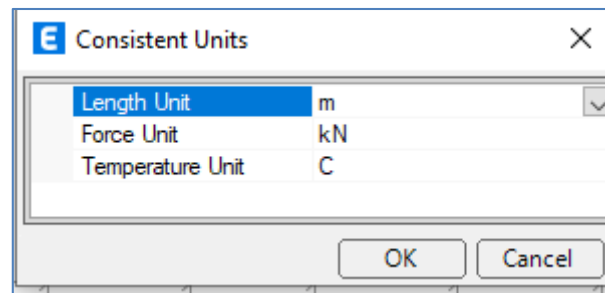 E Consistent Units
Length Unit m
Force Unit kN
Temperature Unit C
OK Cancel